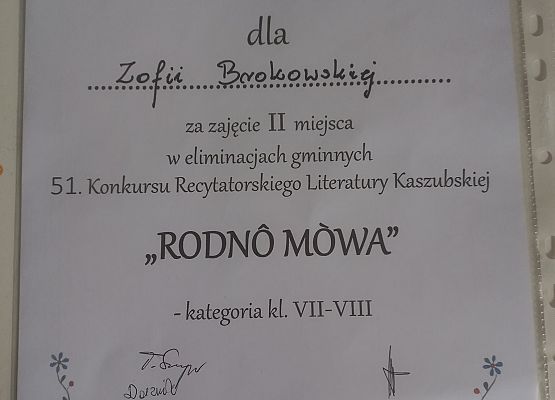 dla
Zofii Brokowskiej
za zajęcie II miejsca
w eliminacjach gminnych
51. Konkursu Recytatorskiego Literatury Kaszubskiej
„RODNÔ MÒWA”
- kategoria kl. VII-VIII